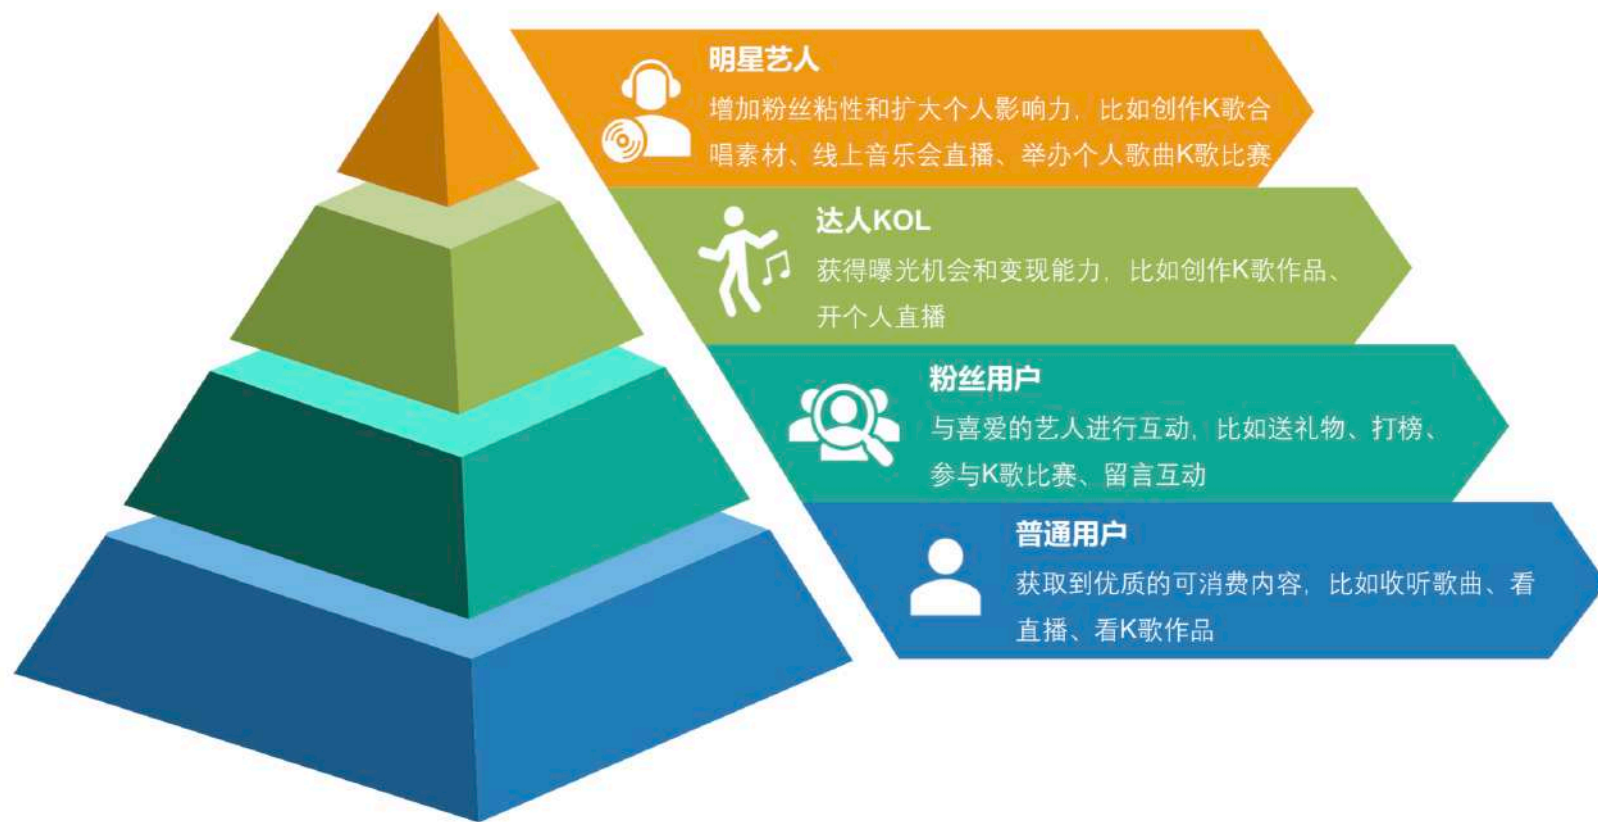 明星艺人
增加粉丝粘性和扩大个人影响力，比如创作K歌合
唱素材、线上音乐会直播、举办个人歌曲K歌比赛
达人KOL
获得曝光机会和变现能力，比如创作K歌作品、
开个人直播
粉丝用户
与喜爱的艺人进行互动，比如送礼物、打榜、
参与K歌比赛、留言互动
普通用户
获取到优质的可消费内容，比如收听歌曲、看
直播、看K歌作品